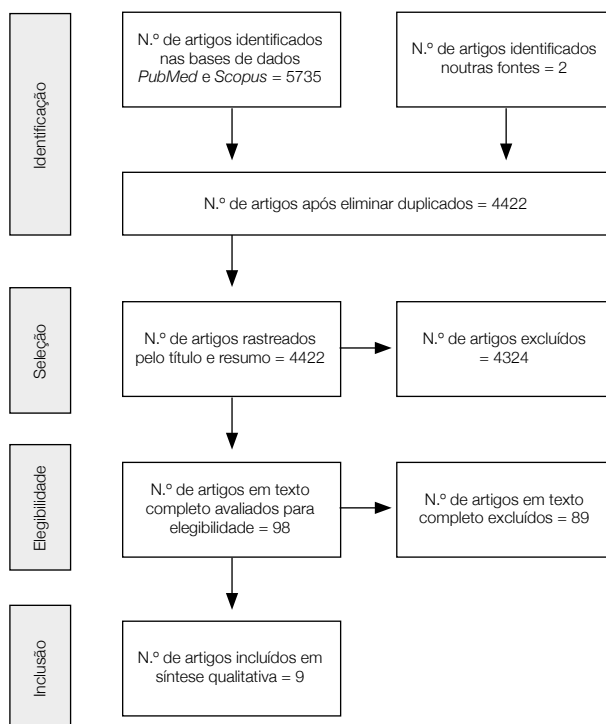 Identificação
N.º de artigos identificados
nas bases de dados
PubMed e Scopus = 5735
N.º de artigos identificados
noutras fontes = 2
N.º de artigos após eliminar duplicados = 4422
Seleção
N.º de artigos rastreados
pelo título e resumo = 4422
N.º de artigos excluídos
= 4324
Elegibilidade
N.º de artigos em texto
completo avaliados para
elegibilidade = 98
N.º de artigos em texto
completo excluídos = 89
Inclusão
N.º de artigos incluídos em
síntese qualitativa = 9